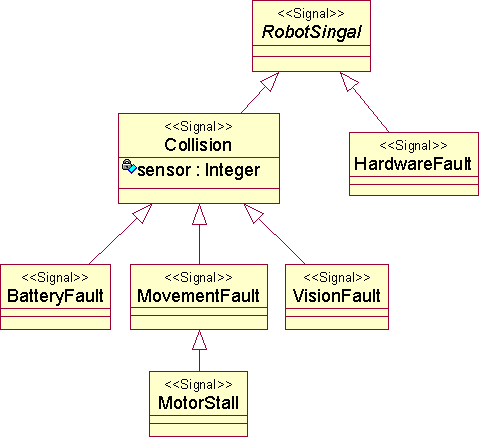 <<Signal>>
RobotSingal
<<Signal>>
Collision
sensor : Integer
<<Signal>>
HardwareFault
<<Signal>>
BatteryFault
<<Signal>>
MovementFault
<<Signal>>
VisionFault
<<Signal>>
MotorStall